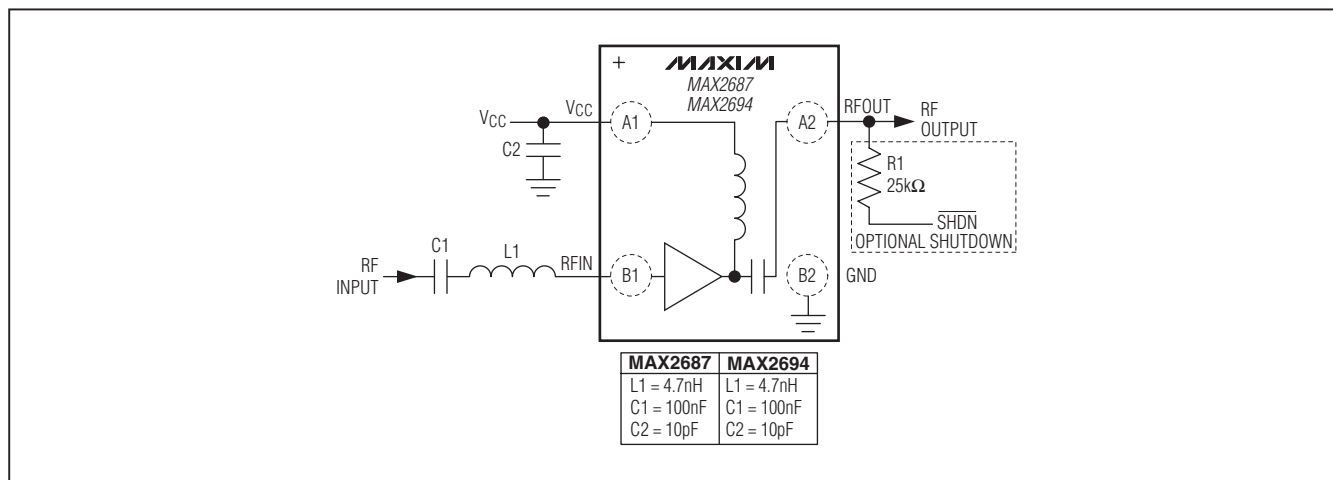 +
MAXIM
MAX2687
MAX2694
VCC
VCC
A1
C2
A2
RFOUT
RF
OUTPUT
R1
25kΩ
SHDN
OPTIONAL SHUTDOWN
RF
INPUT
C1
L1
RFIN
B1
B2
GND
MAX2687 MAX2694
L1 = 4.7nH L1 = 4.7nH
C1 = 100nF C1 = 100nF
C2 = 10pF C2 = 10pF